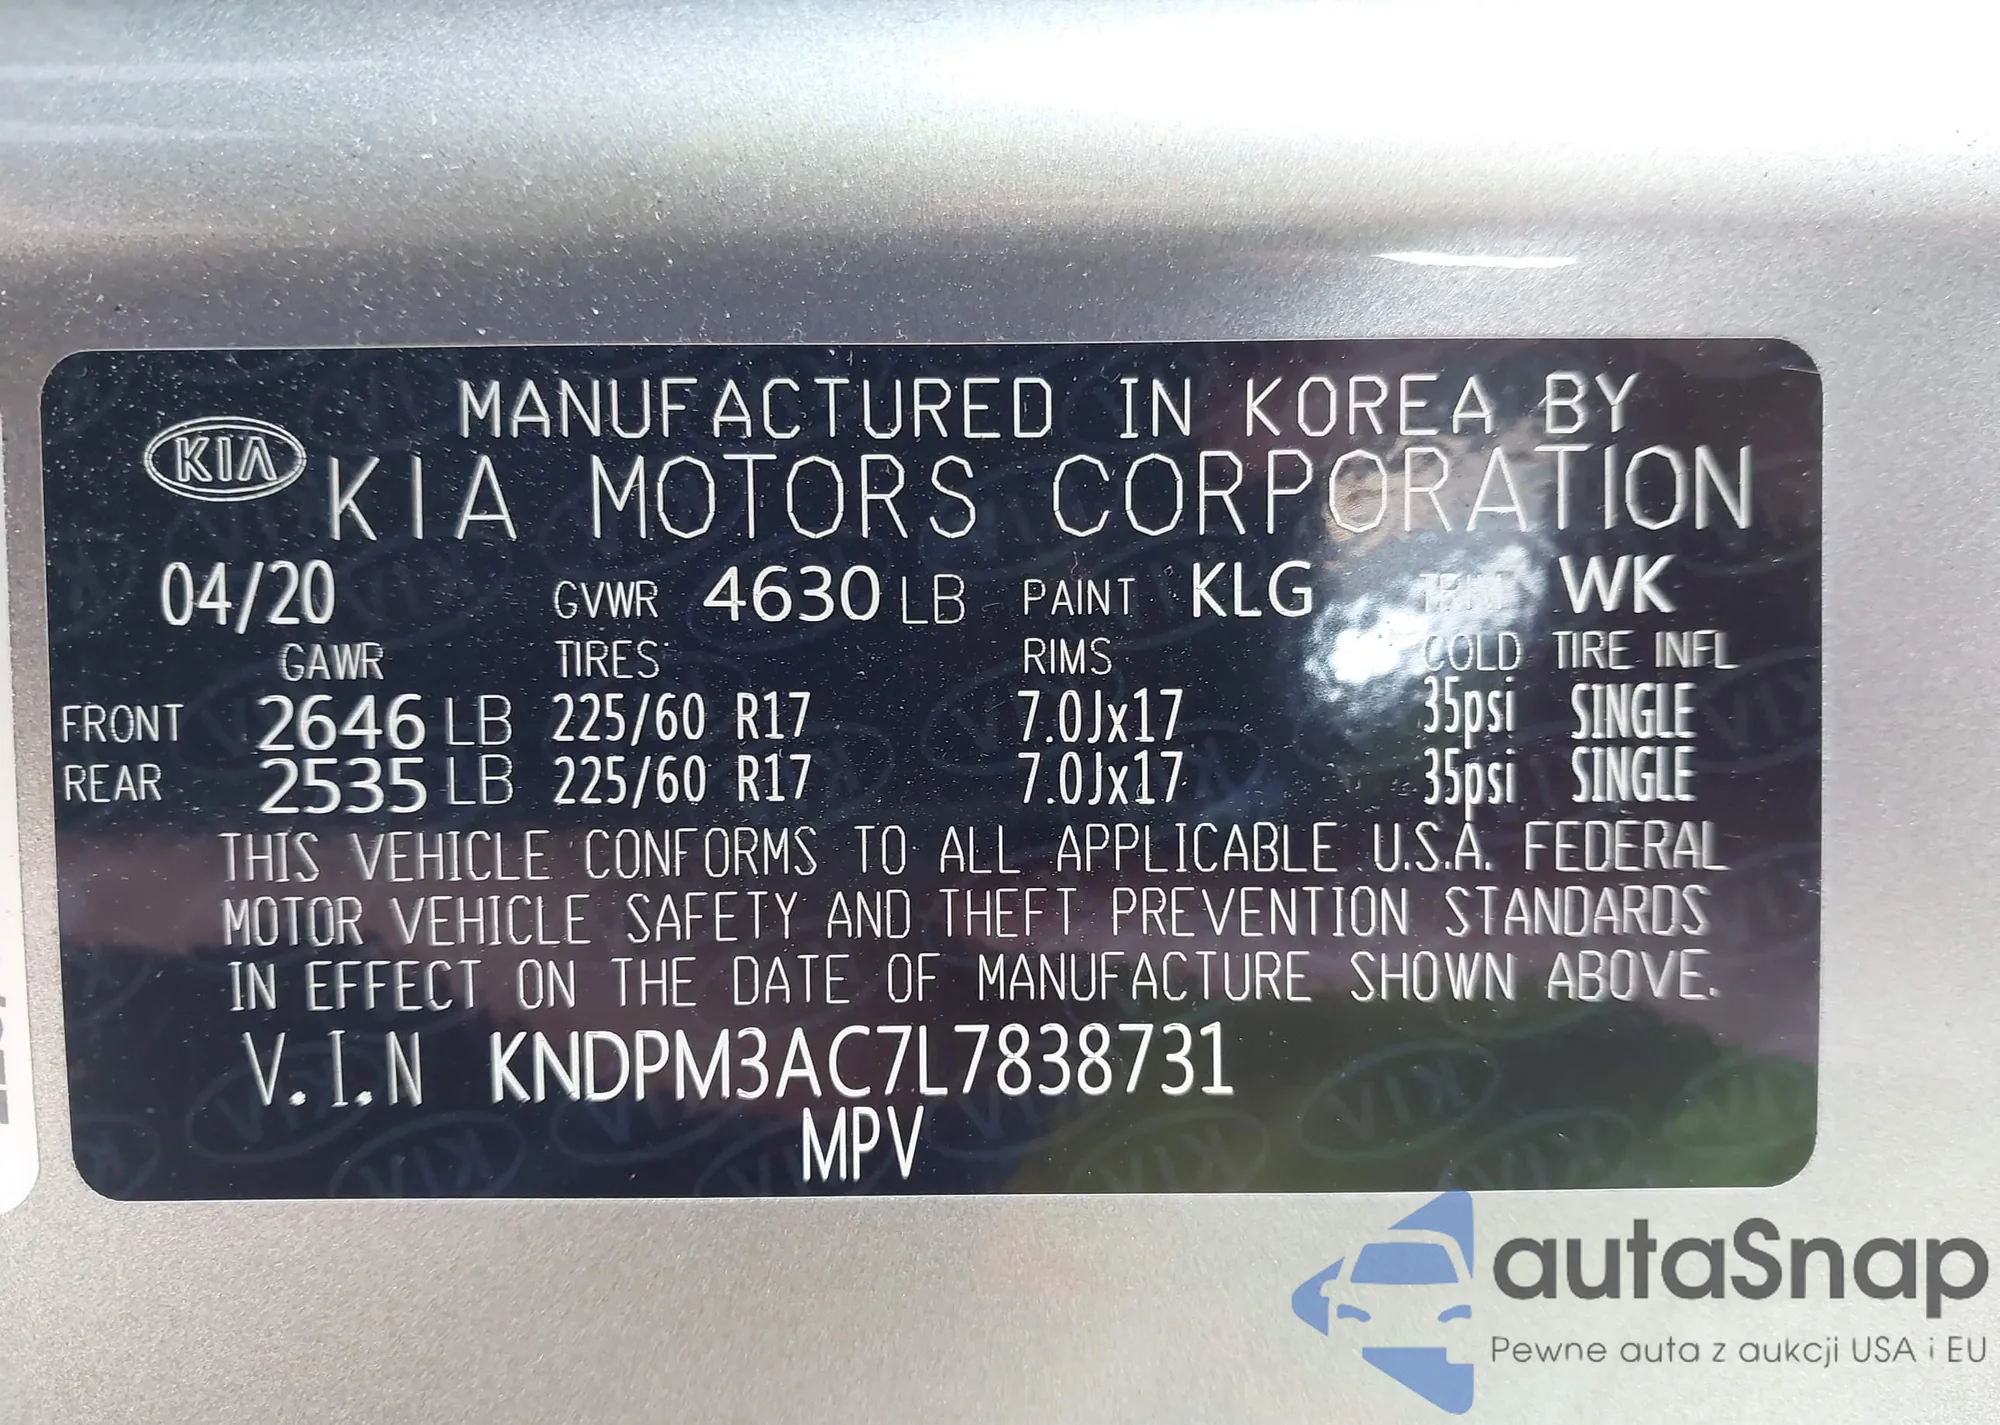 MANUFACTURED IN KOREA BY
KIA KIA MOTORS CORPORATION
04/20 GVWR 4630 LB PAINT KLG TRIM WK
GAWR TIRES RIMS COLD TIRE INFL
FRONT 2646 LB 225/60 R17 7.0Jx17 35psi SINGLE
REAR 2535 LB 225/60 R17 7.0Jx17 35psi SINGLE
THIS VEHICLE CONFORMS TO ALL APPLICABLE U.S.A. FEDERAL
MOTOR VEHICLE SAFETY AND THEFT PREVENTION STANDARDS
IN EFFECT ON THE DATE OF MANUFACTURE SHOWN ABOVE.
V.I.N KNDPM3AC7L7838731
MPV
autaSnap
Pewne auta z aukcji USA i EU